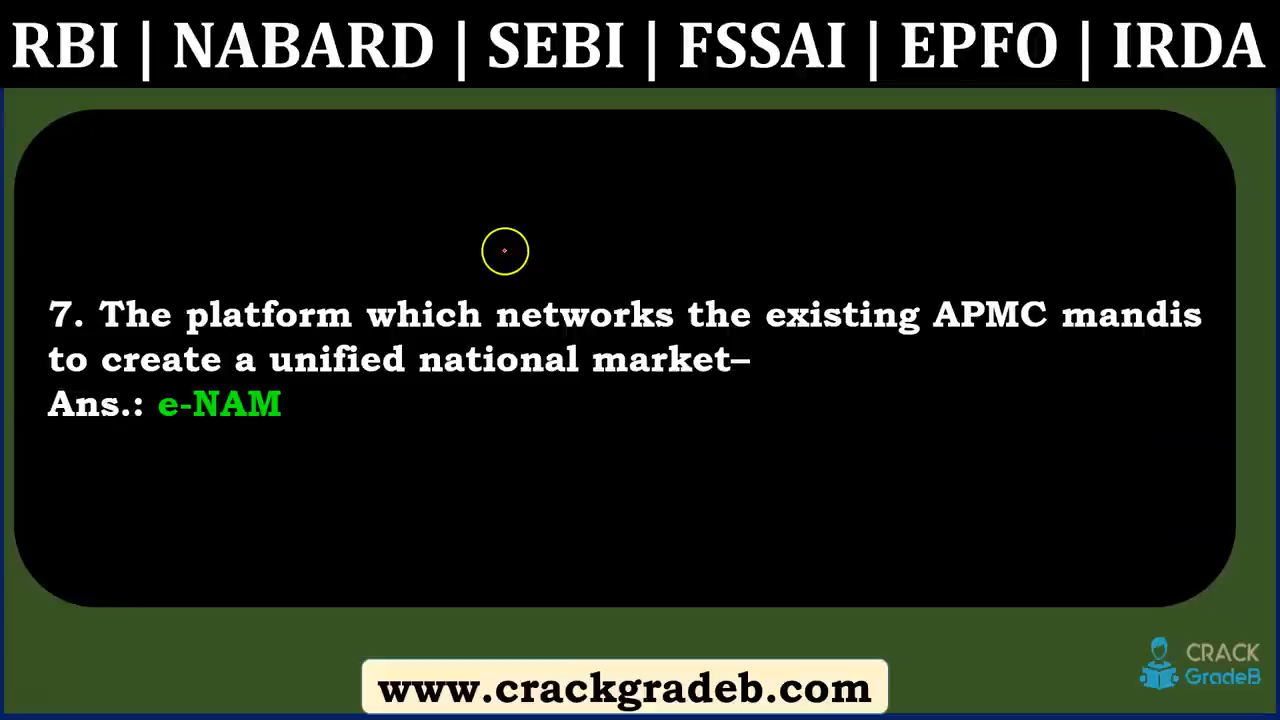 RBI | NABARD | SEBI | FSSAI | EPFO | IRDA
7. The platform which networks the existing APMC mandis
to create a unified national market–
Ans.: e-NAM
CRACK
GradeB
www.crackgradeb.com